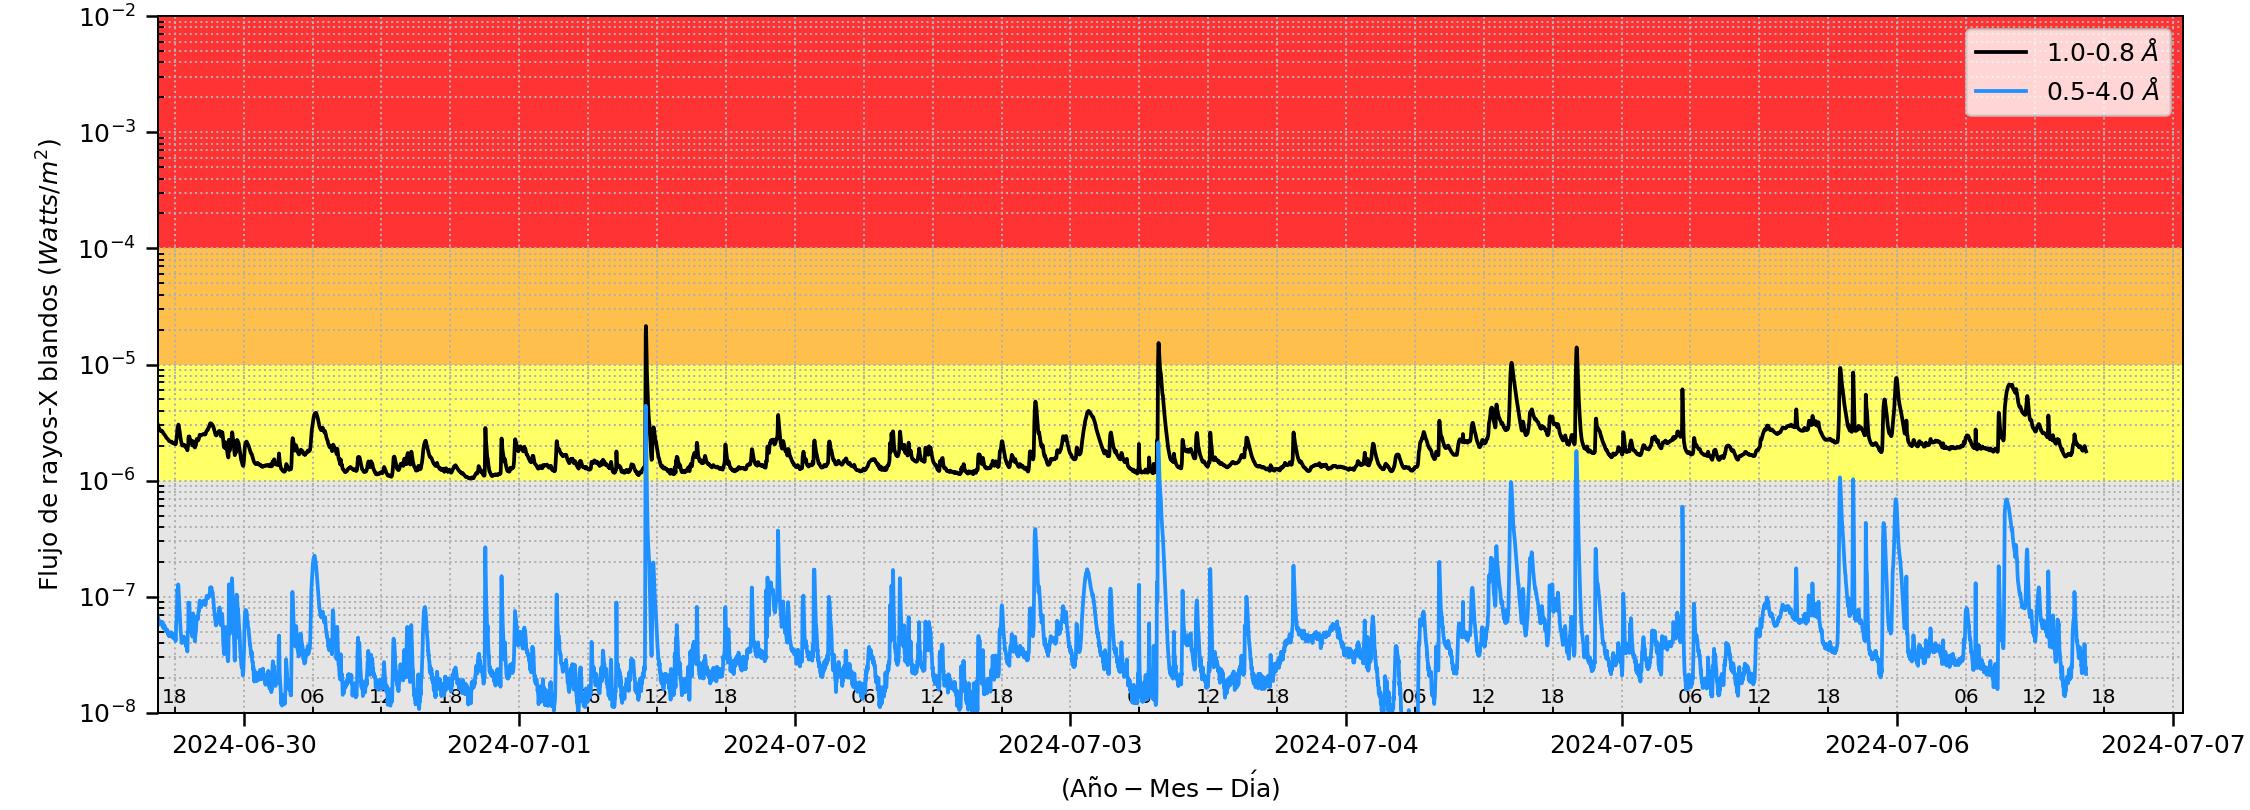 10⁻²
10⁻³
10⁻⁴
10⁻⁵
10⁻⁶
10⁻⁷
10⁻⁸
Flujo de rayos-X blandos (Watts/m²)
1.0-0.8 Å
0.5-4.0 Å
18 06 12 18 06 12 18 06 12 18 06 12 18 06 12 18 06 12 18 06 12 18
2024-06-30 2024-07-01 2024-07-02 2024-07-03 2024-07-04 2024-07-05 2024-07-06 2024-07-07
(Año − Mes − Día)